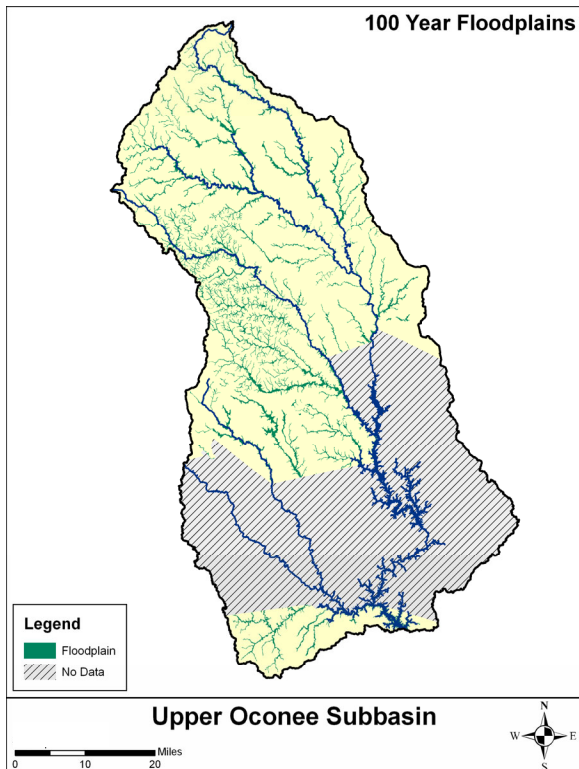 100 Year Floodplains
Legend
Floodplain
No Data
Upper Oconee Subbasin
Miles
0 10 20
N
W E
S